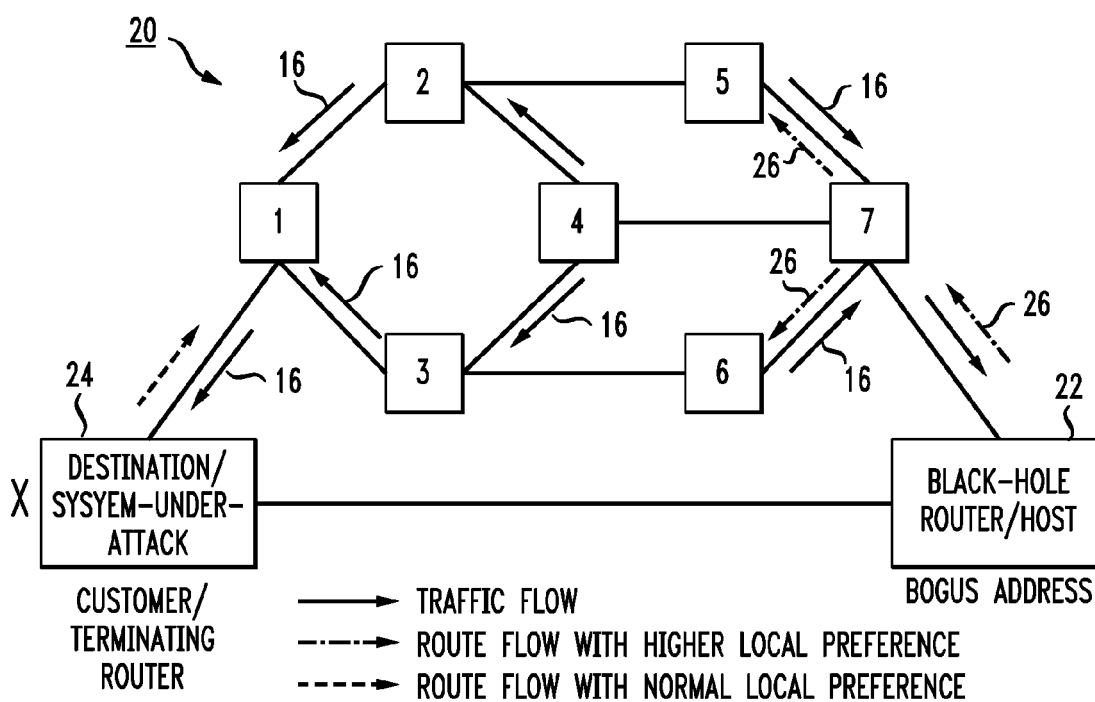 20
16
2
5
16
26
1
4
7
16
26
26
16
3
6
16
24
16
22
X
DESTINATION/
SYSYEM-UNDER-
ATTACK
BLACK-HOLE
ROUTER/HOST
CUSTOMER/
TERMINATING
ROUTER
BOGUS ADDRESS
TRAFFIC FLOW
ROUTE FLOW WITH HIGHER LOCAL PREFERENCE
ROUTE FLOW WITH NORMAL LOCAL PREFERENCE